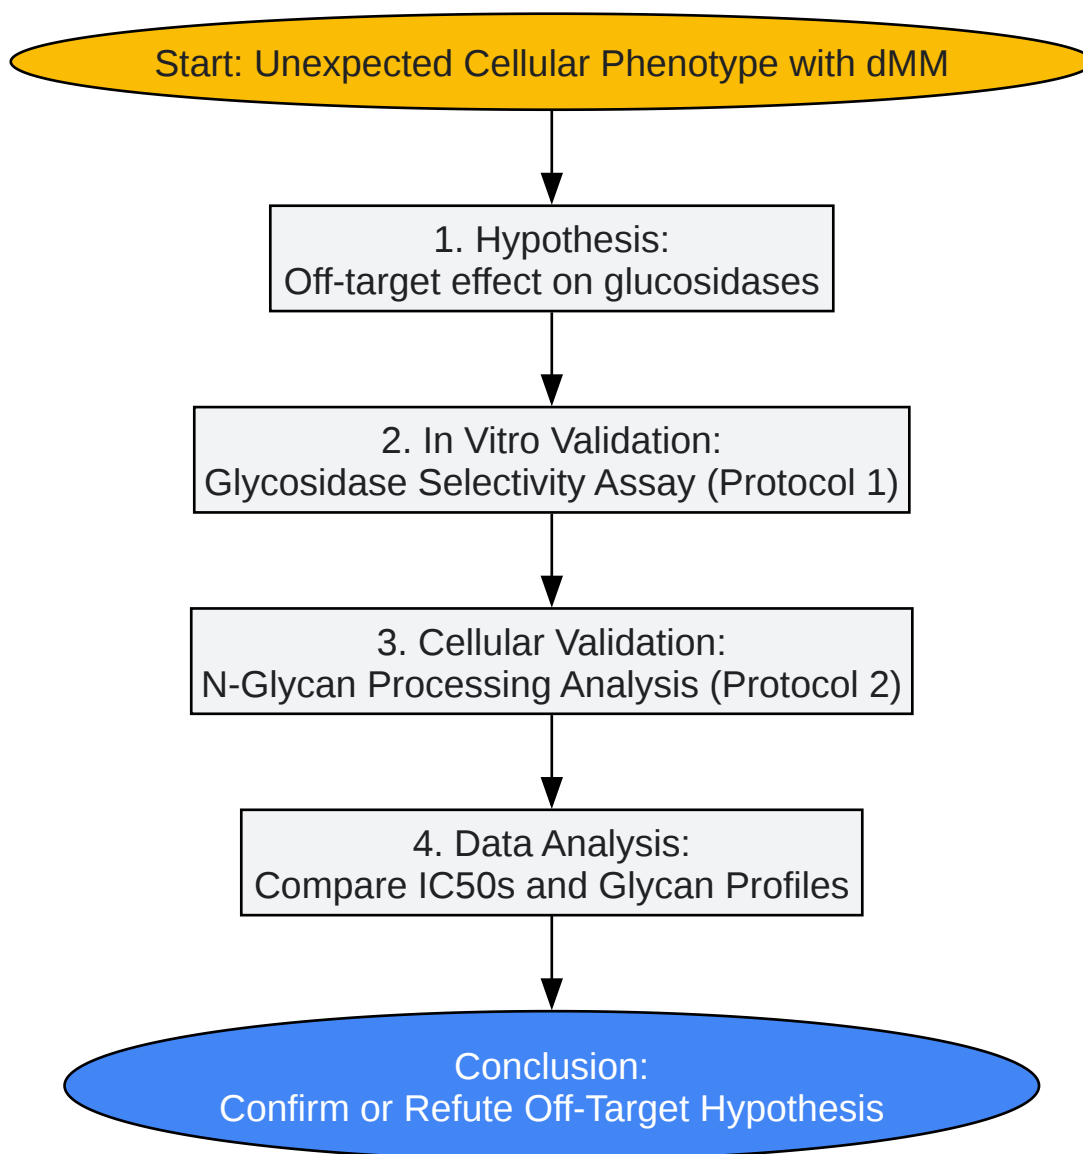 Start: Unexpected Cellular Phenotype with dMM
1. Hypothesis:
Off-target effect on glucosidases
2. In Vitro Validation:
Glycosidase Selectivity Assay (Protocol 1)
3. Cellular Validation:
N-Glycan Processing Analysis (Protocol 2)
4. Data Analysis:
Compare IC50s and Glycan Profiles
Conclusion:
Confirm or Refute Off-Target Hypothesis